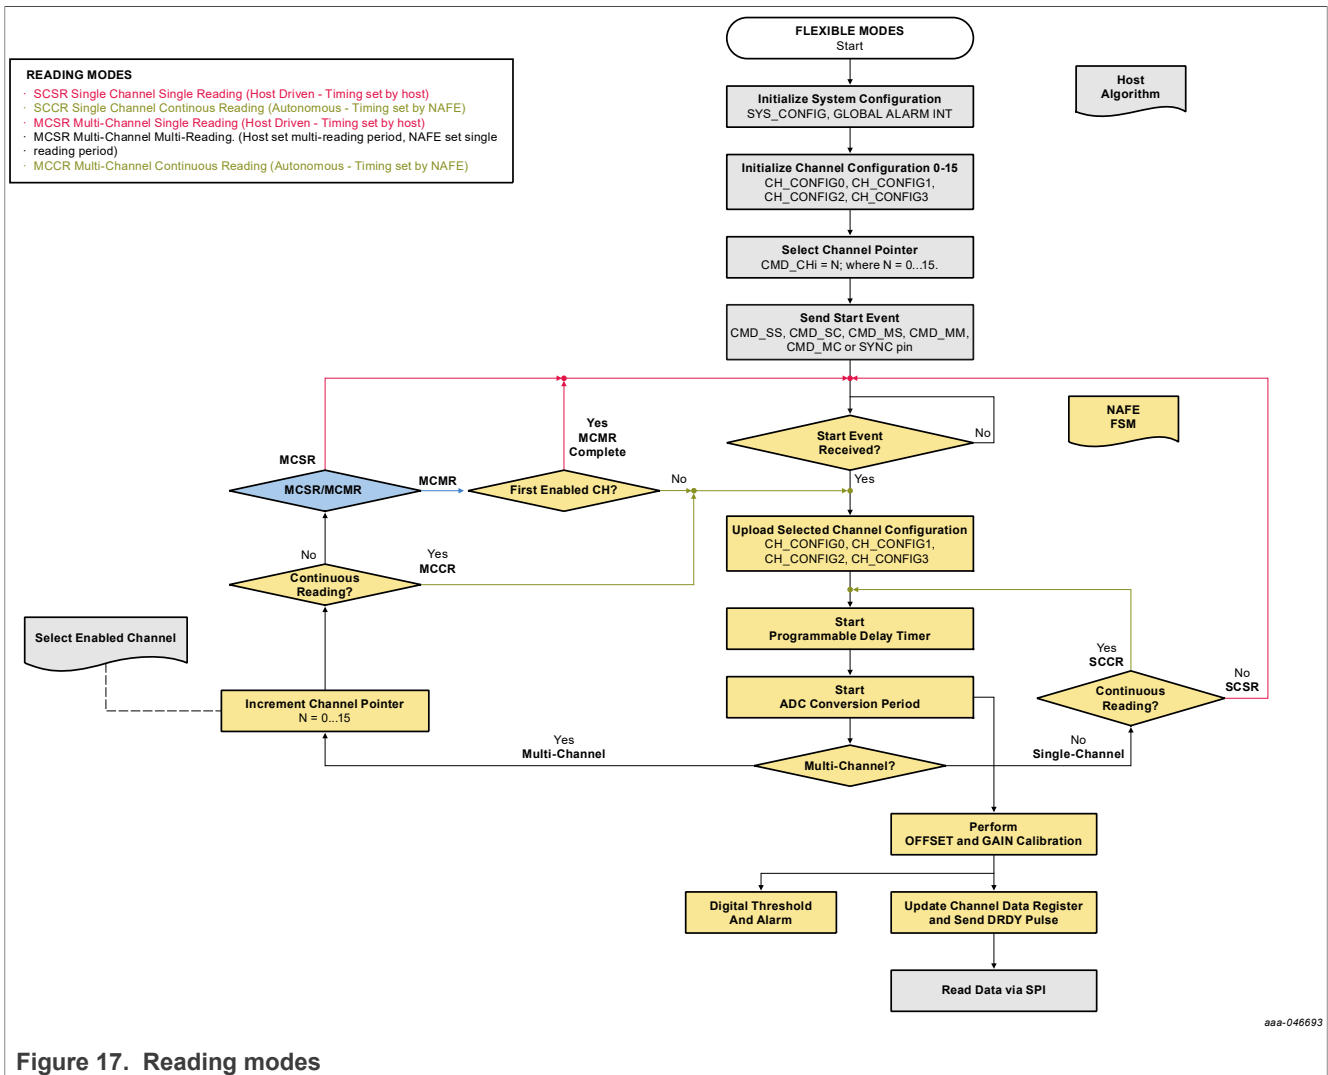 FLEXIBLE MODES
Start
READING MODES
· SCSR Single Channel Single Reading (Host Driven - Timing set by host)
· SCCR Single Channel Continous Reading (Autonomous - Timing set by NAFE)
· MCSR Multi-Channel Single Reading (Host Driven - Timing set by host)
· MCSR Multi-Channel Multi-Reading. (Host set multi-reading period, NAFE set single
· reading period)
· MCCR Multi-Channel Continuous Reading (Autonomous - Timing set by NAFE)
Host
Algorithm
Initialize System Configuration
SYS_CONFIG, GLOBAL ALARM INT
Initialize Channel Configuration 0-15
CH_CONFIG0, CH_CONFIG1,
CH_CONFIG2, CH_CONFIG3
Select Channel Pointer
CMD_CHi = N; where N = 0...15.
Send Start Event
CMD_SS, CMD_SC, CMD_MS, CMD_MM,
CMD_MC or SYNC pin
NAFE
FSM
Start Event
Received?
No
Yes
Yes
MCMR
Complete
MCSR
MCSR/MCMR
MCMR
First Enabled CH?
No
Upload Selected Channel Configuration
CH_CONFIG0, CH_CONFIG1,
CH_CONFIG2, CH_CONFIG3
No
Yes
MCCR
Continuous
Reading?
Start
Programmable Delay Timer
Select Enabled Channel
Yes
SCCR
No
SCSR
Increment Channel Pointer
N = 0...15
Start
ADC Conversion Period
Continuous
Reading?
Yes
Multi-Channel
Multi-Channel?
No
Single-Channel
Perform
OFFSET and GAIN Calibration
Digital Threshold
And Alarm
Update Channel Data Register
and Send DRDY Pulse
Read Data via SPI
aaa-046693
Figure 17. Reading modes